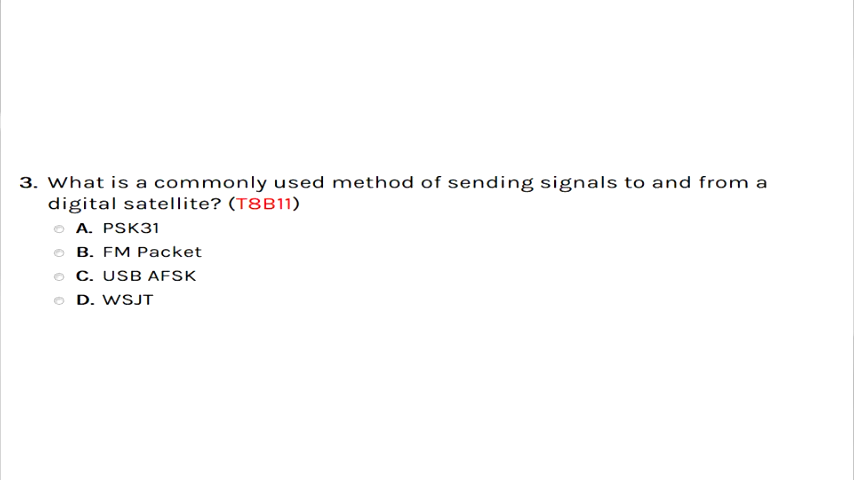 3. What is a commonly used method of sending signals to and from a
digital satellite? (T8B11)
A. PSK31
B. FM Packet
C. USB AFSK
D. WSJT